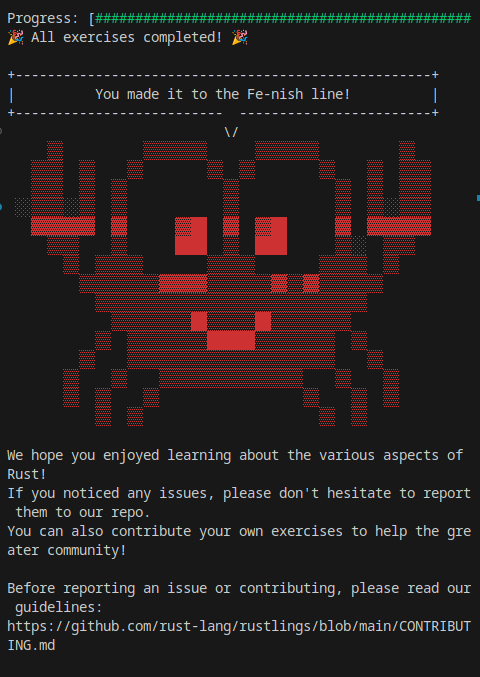 Progress: [###############################################
🎉 All exercises completed! 🎉
+----------------------------------------------------+
|          You made it to the Fe-nish line!          |
+--------------------------  ------------------------+
\/
We hope you enjoyed learning about the various aspects of
Rust!
If you noticed any issues, please don't hesitate to report
them to our repo.
You can also contribute your own exercises to help the gre
ater community!
Before reporting an issue or contributing, please read our
guidelines:
https://github.com/rust-lang/rustlings/blob/main/CONTRIBUT
ING.md